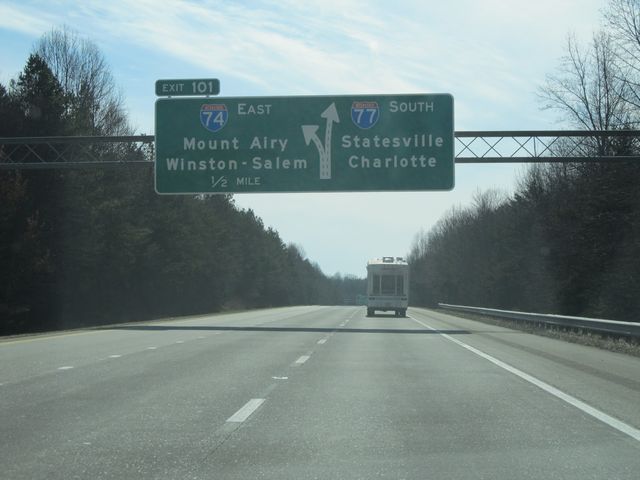 EXIT 101
74 EAST
Mount Airy
Winston-Salem
1/2 MILE
77 SOUTH
Statesville
Charlotte